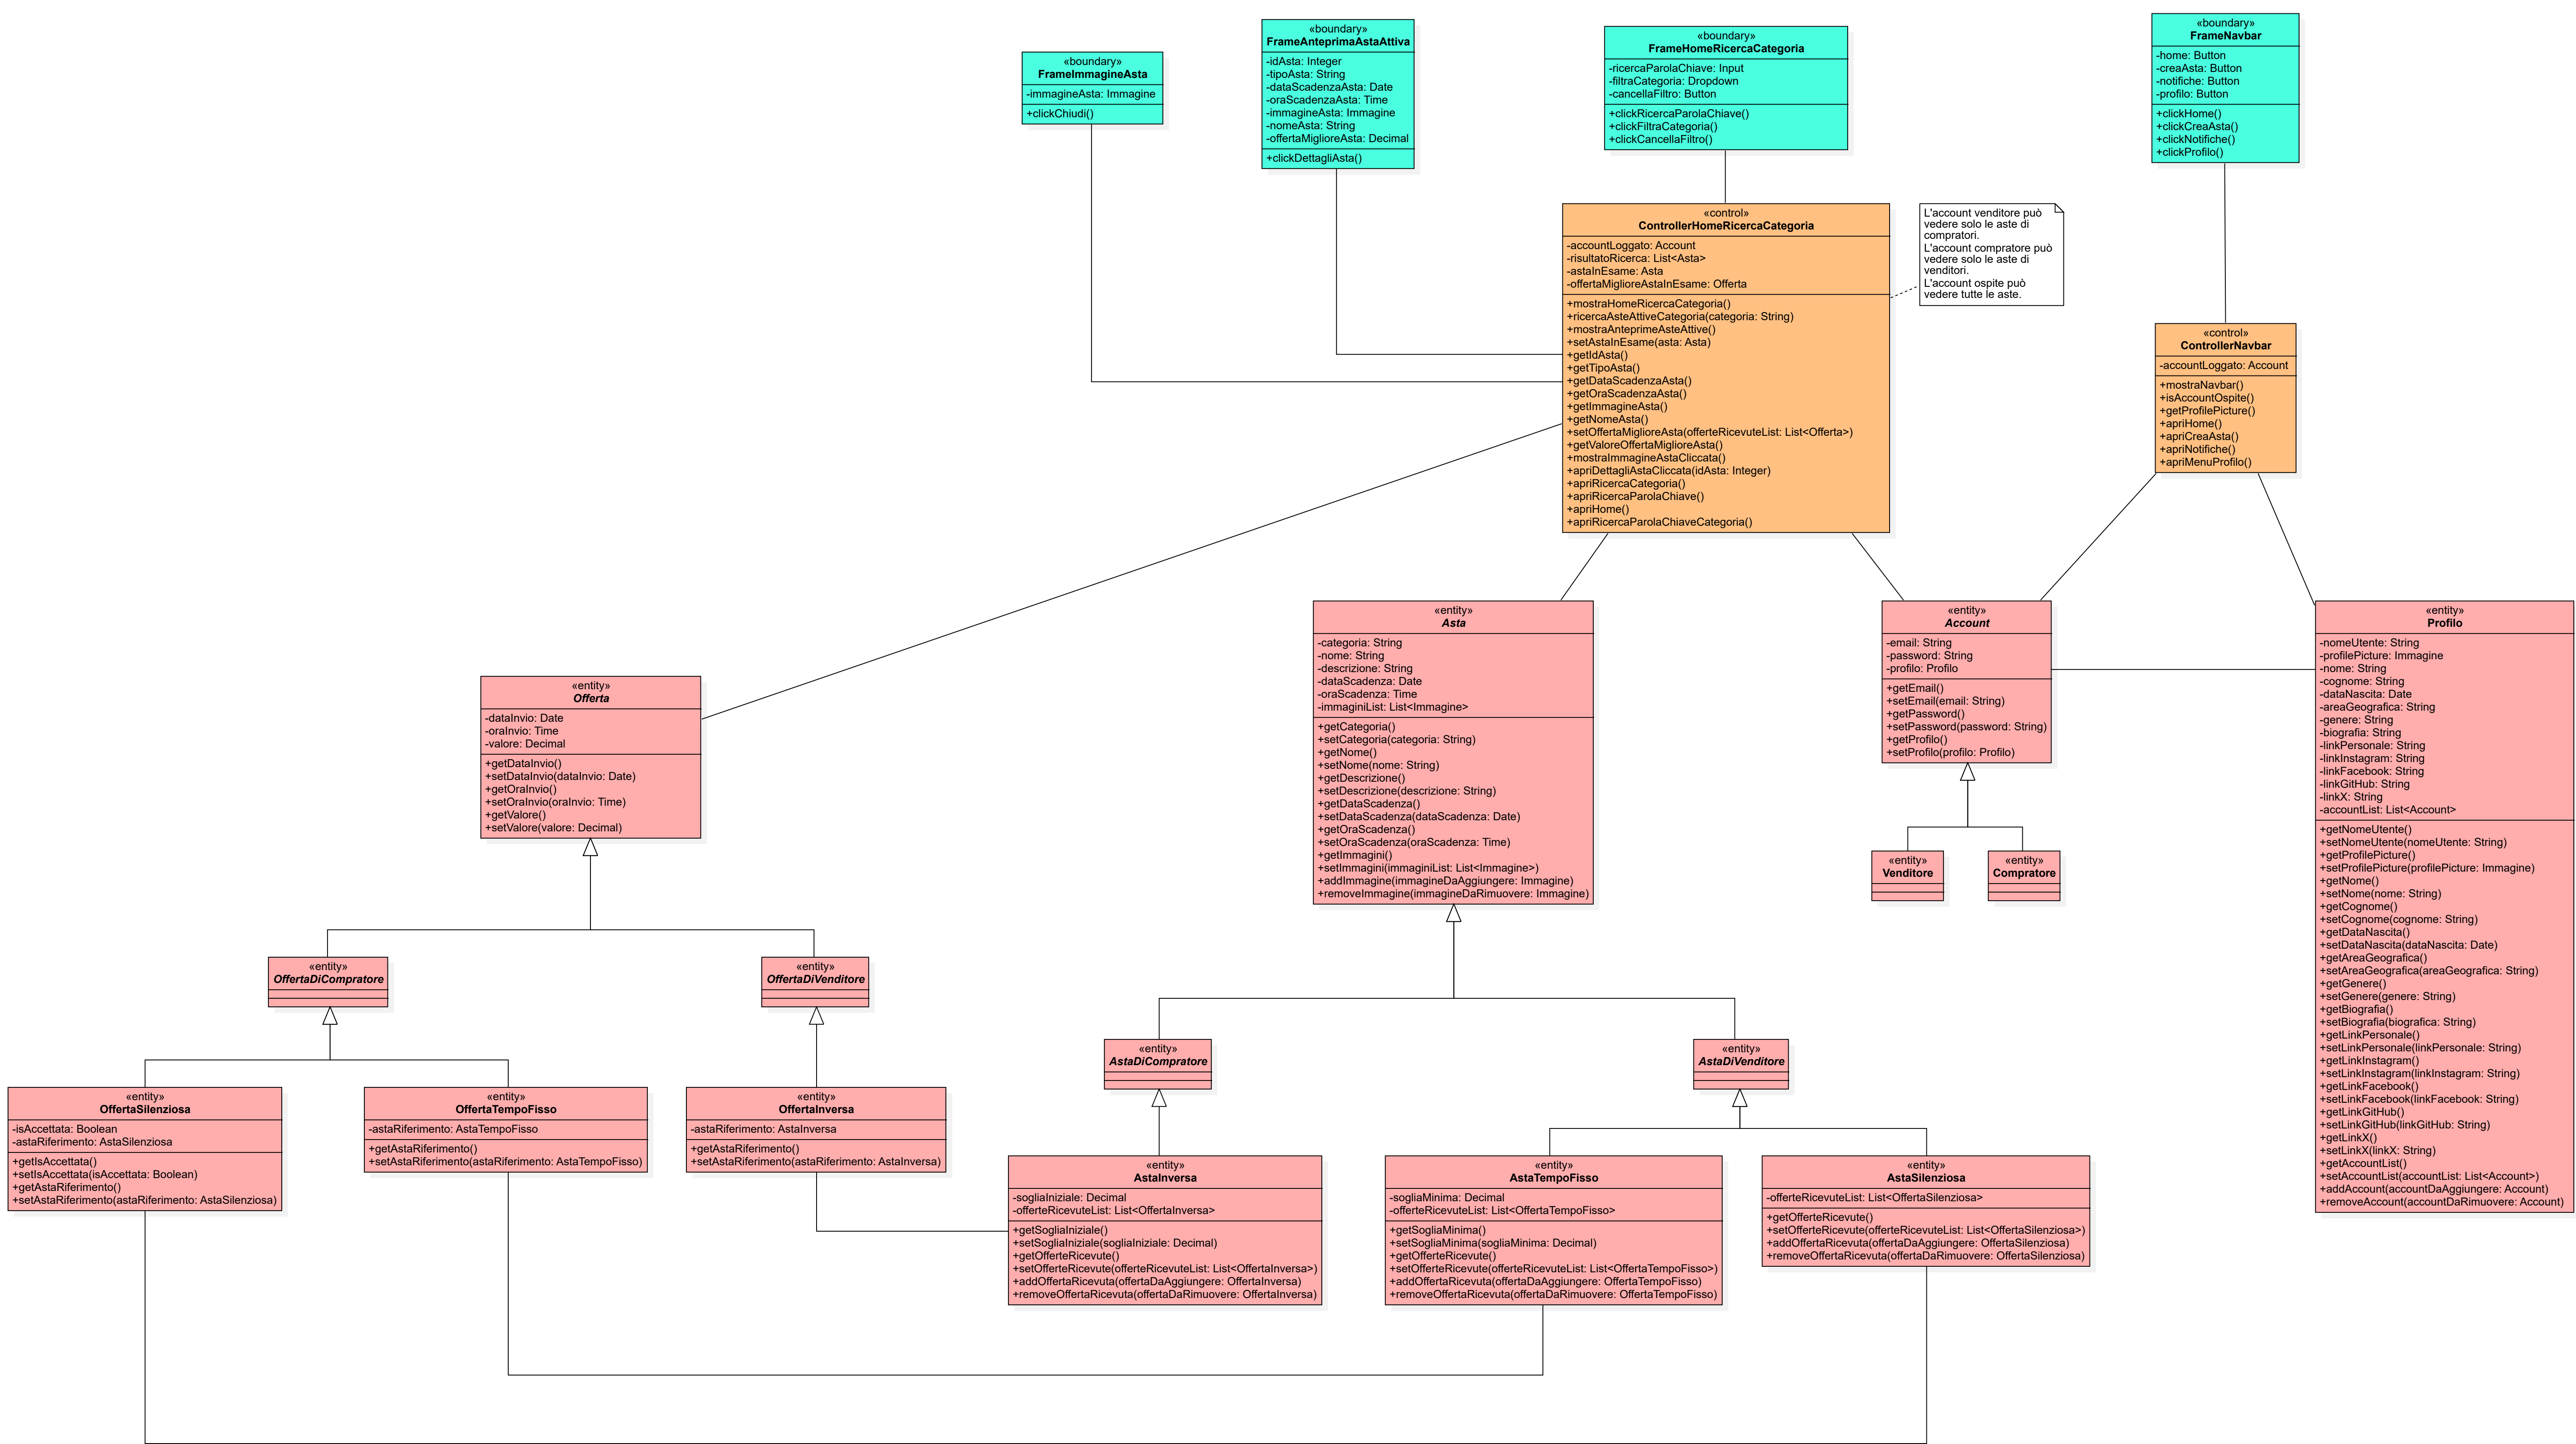 «boundary»
FrameImmagineAsta
-immagineAsta: Immagine
+clickChiudi()
«boundary»
FrameAnteprimaAstaAttiva
-idAsta: Integer
-tipoAsta: String
-dataScadenzaAsta: Date
-oraScadenzaAsta: Time
-immagineAsta: Immagine
-nomeAsta: String
-offertaMiglioreAsta: Decimal
+clickDettagliAsta()
«boundary»
FrameHomeRicercaCategoria
-ricercaParolaChiave: Input
-filtraCategoria: Dropdown
-cancellaFiltro: Button
+clickRicercaParolaChiave()
+clickFiltraCategoria()
+clickCancellaFiltro()
«boundary»
FrameNavbar
-home: Button
-creaAsta: Button
-notifiche: Button
-profilo: Button
+clickHome()
+clickCreaAsta()
+clickNotifiche()
+clickProfilo()
«control»
ControllerHomeRicercaCategoria
-accountLoggato: Account
-risultatoRicerca: List<Asta>
-astaInEsame: Asta
-offertaMiglioreAstaInEsame: Offerta
+mostraHomeRicercaCategoria()
+ricercaAsteAttiveCategoria(categoria: String)
+mostraAnteprimeAsteAttive()
+setAstaInEsame(asta: Asta)
+getIdAsta()
+getTipoAsta()
+getDataScadenzaAsta()
+getOraScadenzaAsta()
+getImmagineAsta()
+getNomeAsta()
+setOffertaMiglioreAsta(offerteRicevuteList: List<Offerta>)
+getValoreOffertaMiglioreAsta()
+mostraImmagineAstaCliccata()
+apriDettagliAstaCliccata(idAsta: Integer)
+apriRicercaCategoria()
+apriRicercaParolaChiave()
+apriHome()
+apriRicercaParolaChiaveCategoria()
L'account venditore può
vedere solo le aste di
compratori.
L'account compratore può
vedere solo le aste di
venditori.
L'account ospite può
vedere tutte le aste.
«control»
ControllerNavbar
-accountLoggato: Account
+mostraNavbar()
+isAccountOspite()
+getProfilePicture()
+apriHome()
+apriCreaAsta()
+apriNotifiche()
+apriMenuProfilo()
«entity»
Offerta
-dataInvio: Date
-oraInvio: Time
-valore: Decimal
+getDataInvio()
+setDataInvio(dataInvio: Date)
+getOraInvio()
+setOraInvio(oraInvio: Time)
+getValore()
+setValore(valore: Decimal)
«entity»
Asta
-categoria: String
-nome: String
-descrizione: String
-dataScadenza: Date
-oraScadenza: Time
-immaginiList: List<Immagine>
+getCategoria()
+setCategoria(categoria: String)
+getNome()
+setNome(nome: String)
+getDescrizione()
+setDescrizione(descrizione: String)
+getDataScadenza()
+setDataScadenza(dataScadenza: Date)
+getOraScadenza()
+setOraScadenza(oraScadenza: Time)
+getImmagini()
+setImmagini(immaginiList: List<Immagine>)
+addImmagine(immagineDaAggiungere: Immagine)
+removeImmagine(immagineDaRimuovere: Immagine)
«entity»
Account
-email: String
-password: String
-profilo: Profilo
+getEmail()
+setEmail(email: String)
+getPassword()
+setPassword(password: String)
+getProfilo()
+setProfilo(profilo: Profilo)
«entity»
Venditore
«entity»
Compratore
«entity»
Profilo
-nomeUtente: String
-profilePicture: Immagine
-nome: String
-cognome: String
-dataNascita: Date
-areaGeografica: String
-genere: String
-biografia: String
-linkPersonale: String
-linkInstagram: String
-linkFacebook: String
-linkGitHub: String
-linkX: String
-accountList: List<Account>
+getNomeUtente()
+setNomeUtente(nomeUtente: String)
+getProfilePicture()
+setProfilePicture(profilePicture: Immagine)
+getNome()
+setNome(nome: String)
+getCognome()
+setCognome(cognome: String)
+getDataNascita()
+setDataNascita(dataNascita: Date)
+getAreaGeografica()
+setAreaGeografica(areaGeografica: String)
+getGenere()
+setGenere(genere: String)
+getBiografia()
+setBiografia(biografica: String)
+getLinkPersonale()
+setLinkPersonale(linkPersonale: String)
+getLinkInstagram()
+setLinkInstagram(linkInstagram: String)
+getLinkFacebook()
+setLinkFacebook(linkFacebook: String)
+getLinkGitHub()
+setLinkGitHub(linkGitHub: String)
+getLinkX()
+setLinkX(linkX: String)
+getAccountList()
+setAccountList(accountList: List<Account>)
+addAccount(accountDaAggiungere: Account)
+removeAccount(accountDaRimuovere: Account)
«entity»
OffertaDiCompratore
«entity»
OffertaDiVenditore
«entity»
AstaDiCompratore
«entity»
AstaDiVenditore
«entity»
OffertaSilenziosa
-isAccettata: Boolean
-astaRiferimento: AstaSilenziosa
+getIsAccettata()
+setIsAccettata(isAccettata: Boolean)
+getAstaRiferimento()
+setAstaRiferimento(astaRiferimento: AstaSilenziosa)
«entity»
OffertaTempoFisso
-astaRiferimento: AstaTempoFisso
+getAstaRiferimento()
+setAstaRiferimento(astaRiferimento: AstaTempoFisso)
«entity»
OffertaInversa
-astaRiferimento: AstaInversa
+getAstaRiferimento()
+setAstaRiferimento(astaRiferimento: AstaInversa)
«entity»
AstaInversa
-sogliaIniziale: Decimal
-offerteRicevuteList: List<OffertaInversa>
+getSogliaIniziale()
+setSogliaIniziale(sogliaIniziale: Decimal)
+getOfferteRicevute()
+setOfferteRicevute(offerteRicevuteList: List<OffertaInversa>)
+addOffertaRicevuta(offertaDaAggiungere: OffertaInversa)
+removeOffertaRicevuta(offertaDaRimuovere: OffertaInversa)
«entity»
AstaTempoFisso
-sogliaMinima: Decimal
-offerteRicevuteList: List<OffertaTempoFisso>
+getSogliaMinima()
+setSogliaMinima(sogliaMinima: Decimal)
+getOfferteRicevute()
+setOfferteRicevute(offerteRicevuteList: List<OffertaTempoFisso>)
+addOffertaRicevuta(offertaDaAggiungere: OffertaTempoFisso)
+removeOffertaRicevuta(offertaDaRimuovere: OffertaTempoFisso)
«entity»
AstaSilenziosa
-offerteRicevuteList: List<OffertaSilenziosa>
+getOfferteRicevute()
+setOfferteRicevute(offerteRicevuteList: List<OffertaSilenziosa>)
+addOffertaRicevuta(offertaDaAggiungere: OffertaSilenziosa)
+removeOffertaRicevuta(offertaDaRimuovere: OffertaSilenziosa)